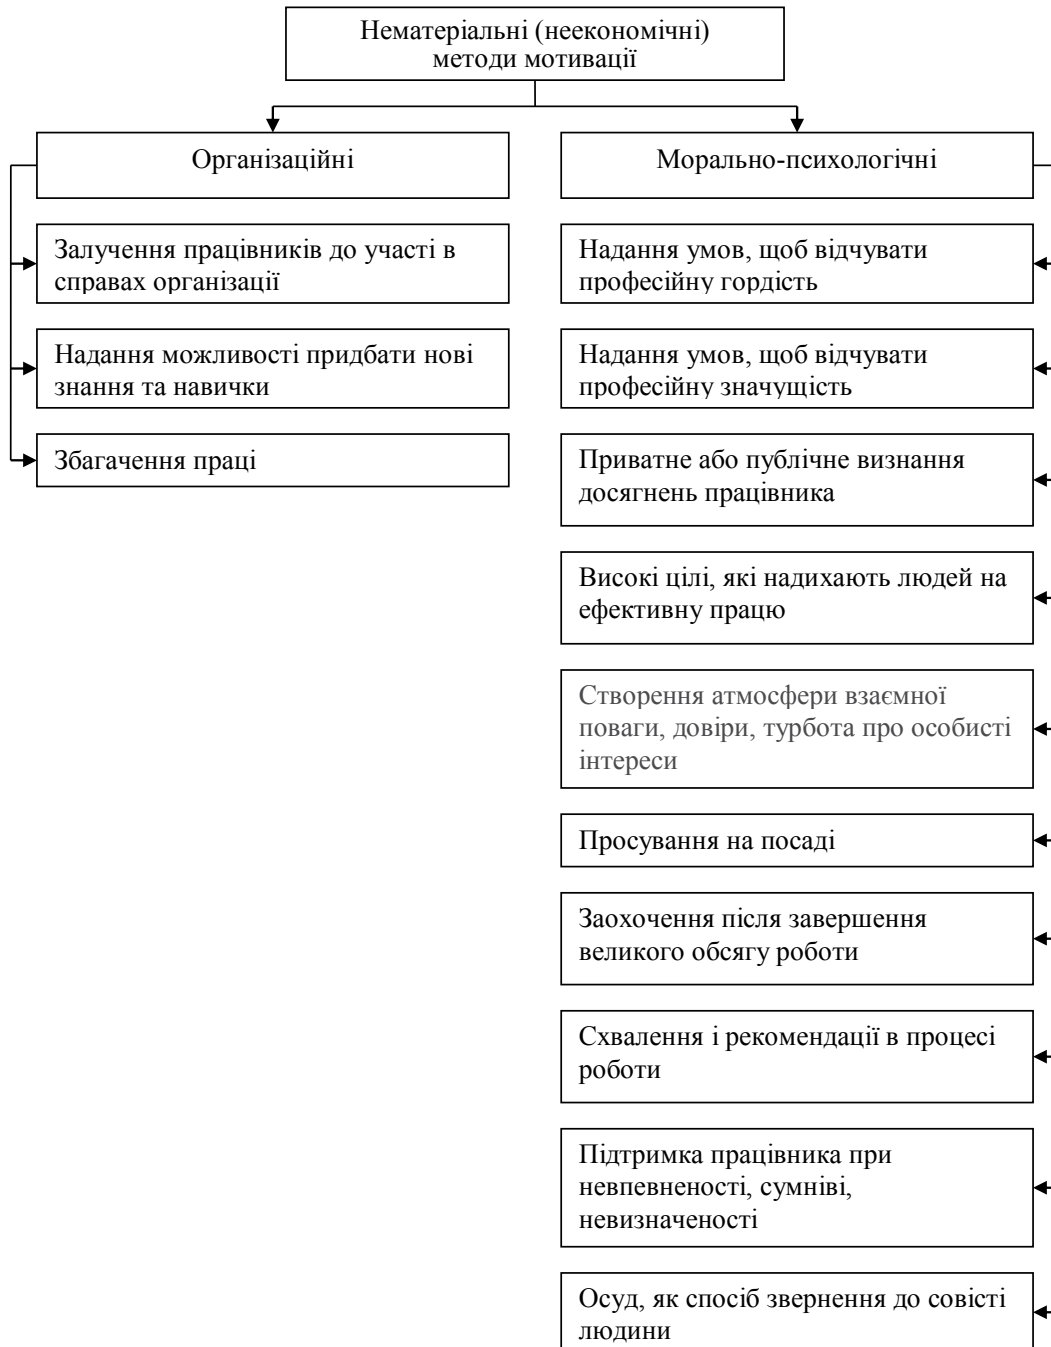 Нематеріальні (неекономічні)
методи мотивації
Організаційні
Залучення працівників до участі в
справах організації
Надання можливості придбати нові
знання та навички
Збагачення праці
Морально-психологічні
Надання умов, щоб відчувати
професійну гордість
Надання умов, щоб відчувати
професійну значущість
Приватне або публічне визнання
досягнень працівника
Високі цілі, які надихають людей на
ефективну працю
Створення атмосфери взаємної
поваги, довіри, турбота про особисті
інтереси
Просування на посаді
Заохочення після завершення
великого обсягу роботи
Схвалення і рекомендації в процесі
роботи
Підтримка працівника при
невпевненості, сумніві,
невизначеності
Осуд, як спосіб звернення до совісті
людини